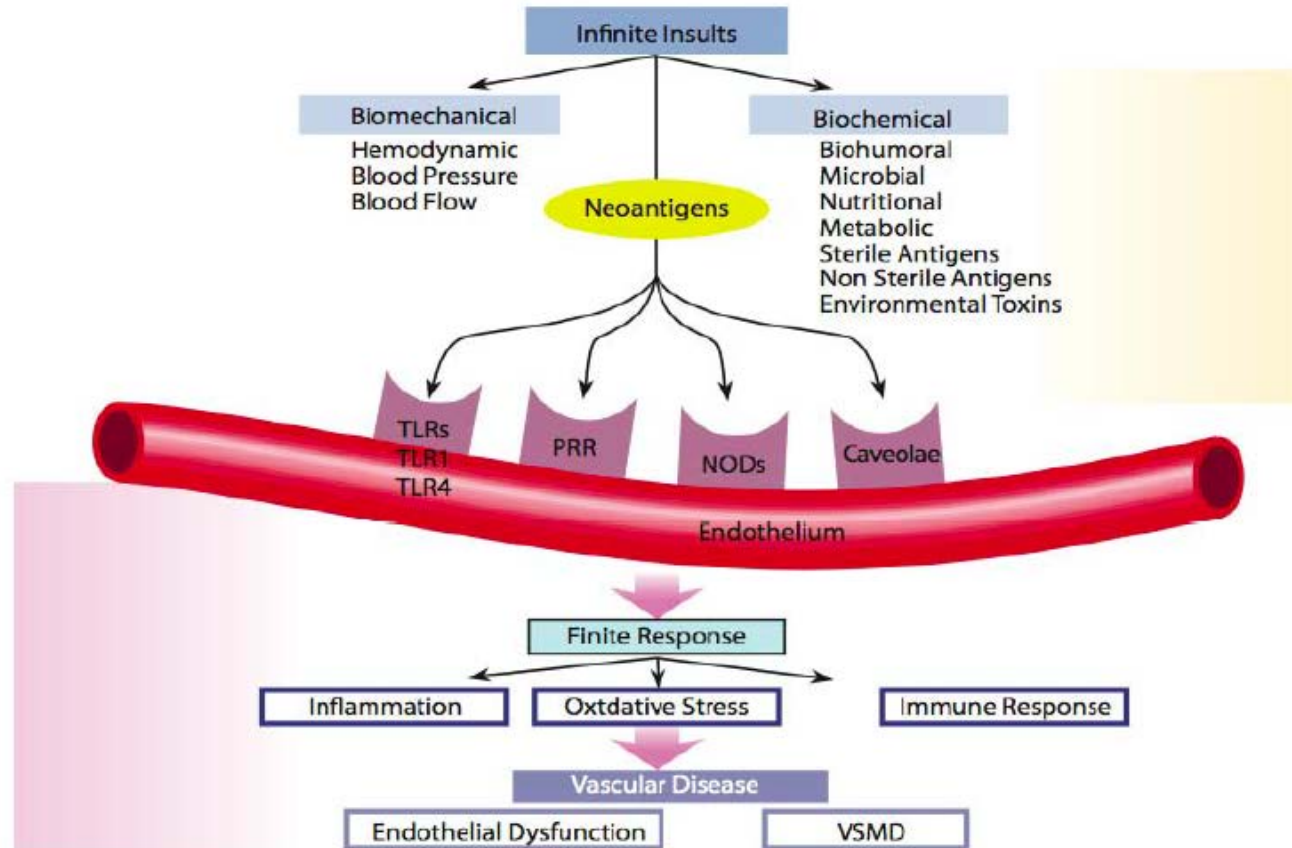 Infinite Insults
Biomechanical
Hemodynamic
Blood Pressure
Blood Flow
Neoantigens
Biochemical
Biohumoral
Microbial
Nutritional
Metabolic
Sterile Antigens
Non Sterile Antigens
Environmental Toxins
TLRs
TLR1
TLR4
PRR
NODs
Caveolae
Endothelium
Finite Response
Inflammation
Oxtdative Stress
Immune Response
Vascular Disease
Endothelial Dysfunction
VSMD